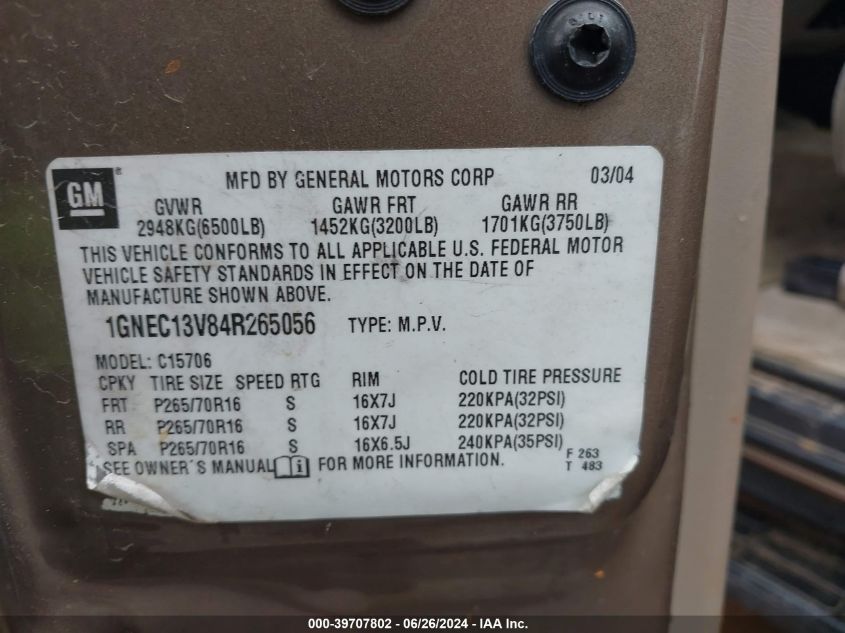 GM ®
MFD BY GENERAL MOTORS CORP 03/04
GVWR GAWR FRT GAWR RR
2948KG(6500LB) 1452KG(3200LB) 1701KG(3750LB)
THIS VEHICLE CONFORMS TO ALL APPLICABLE U.S. FEDERAL MOTOR
VEHICLE SAFETY STANDARDS IN EFFECT ON THE DATE OF
MANUFACTURE SHOWN ABOVE.
1GNEC13V84R265056 TYPE: M.P.V.
MODEL: C15706
CPKY TIRE SIZE SPEED RTG RIM COLD TIRE PRESSURE
FRT P265/70R16 S 16X7J 220KPA(32PSI)
RR P265/70R16 S 16X7J 220KPA(32PSI)
SPA P265/70R16 S 16X6.5J 240KPA(35PSI)
SEE OWNER'S MANUAL i FOR MORE INFORMATION.
F 263
T 483
000-39707802 - 06/26/2024 - IAA Inc.